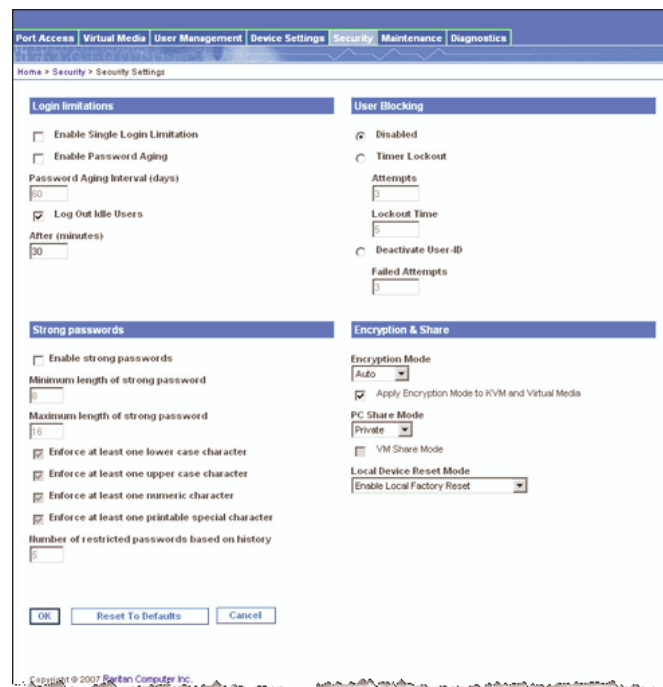 Port Access Virtual Media User Management Device Settings Security Maintenance Diagnostics
Home > Security > Security Settings
Login limitations
Enable Single Login Limitation
Enable Password Aging
Password Aging Interval (days)
60
Log Out Idle Users
After (minutes)
30
User Blocking
Disabled
Timer Lockout
Attempts
3
Lockout Time
5
Deactivate User-ID
Failed Attempts
3
Strong passwords
Enable strong passwords
Minimum length of strong password
8
Maximum length of strong password
16
Enforce at least one lower case character
Enforce at least one upper case character
Enforce at least one numeric character
Enforce at least one printable special character
Number of restricted passwords based on history
5
Encryption & Share
Encryption Mode
Auto
Apply Encryption Mode to KVM and Virtual Media
PC Share Mode
Private
VM Share Mode
Local Device Reset Mode
Enable Local Factory Reset
OK Reset To Defaults Cancel
Copyright © 2007 Raritan Computer Inc.